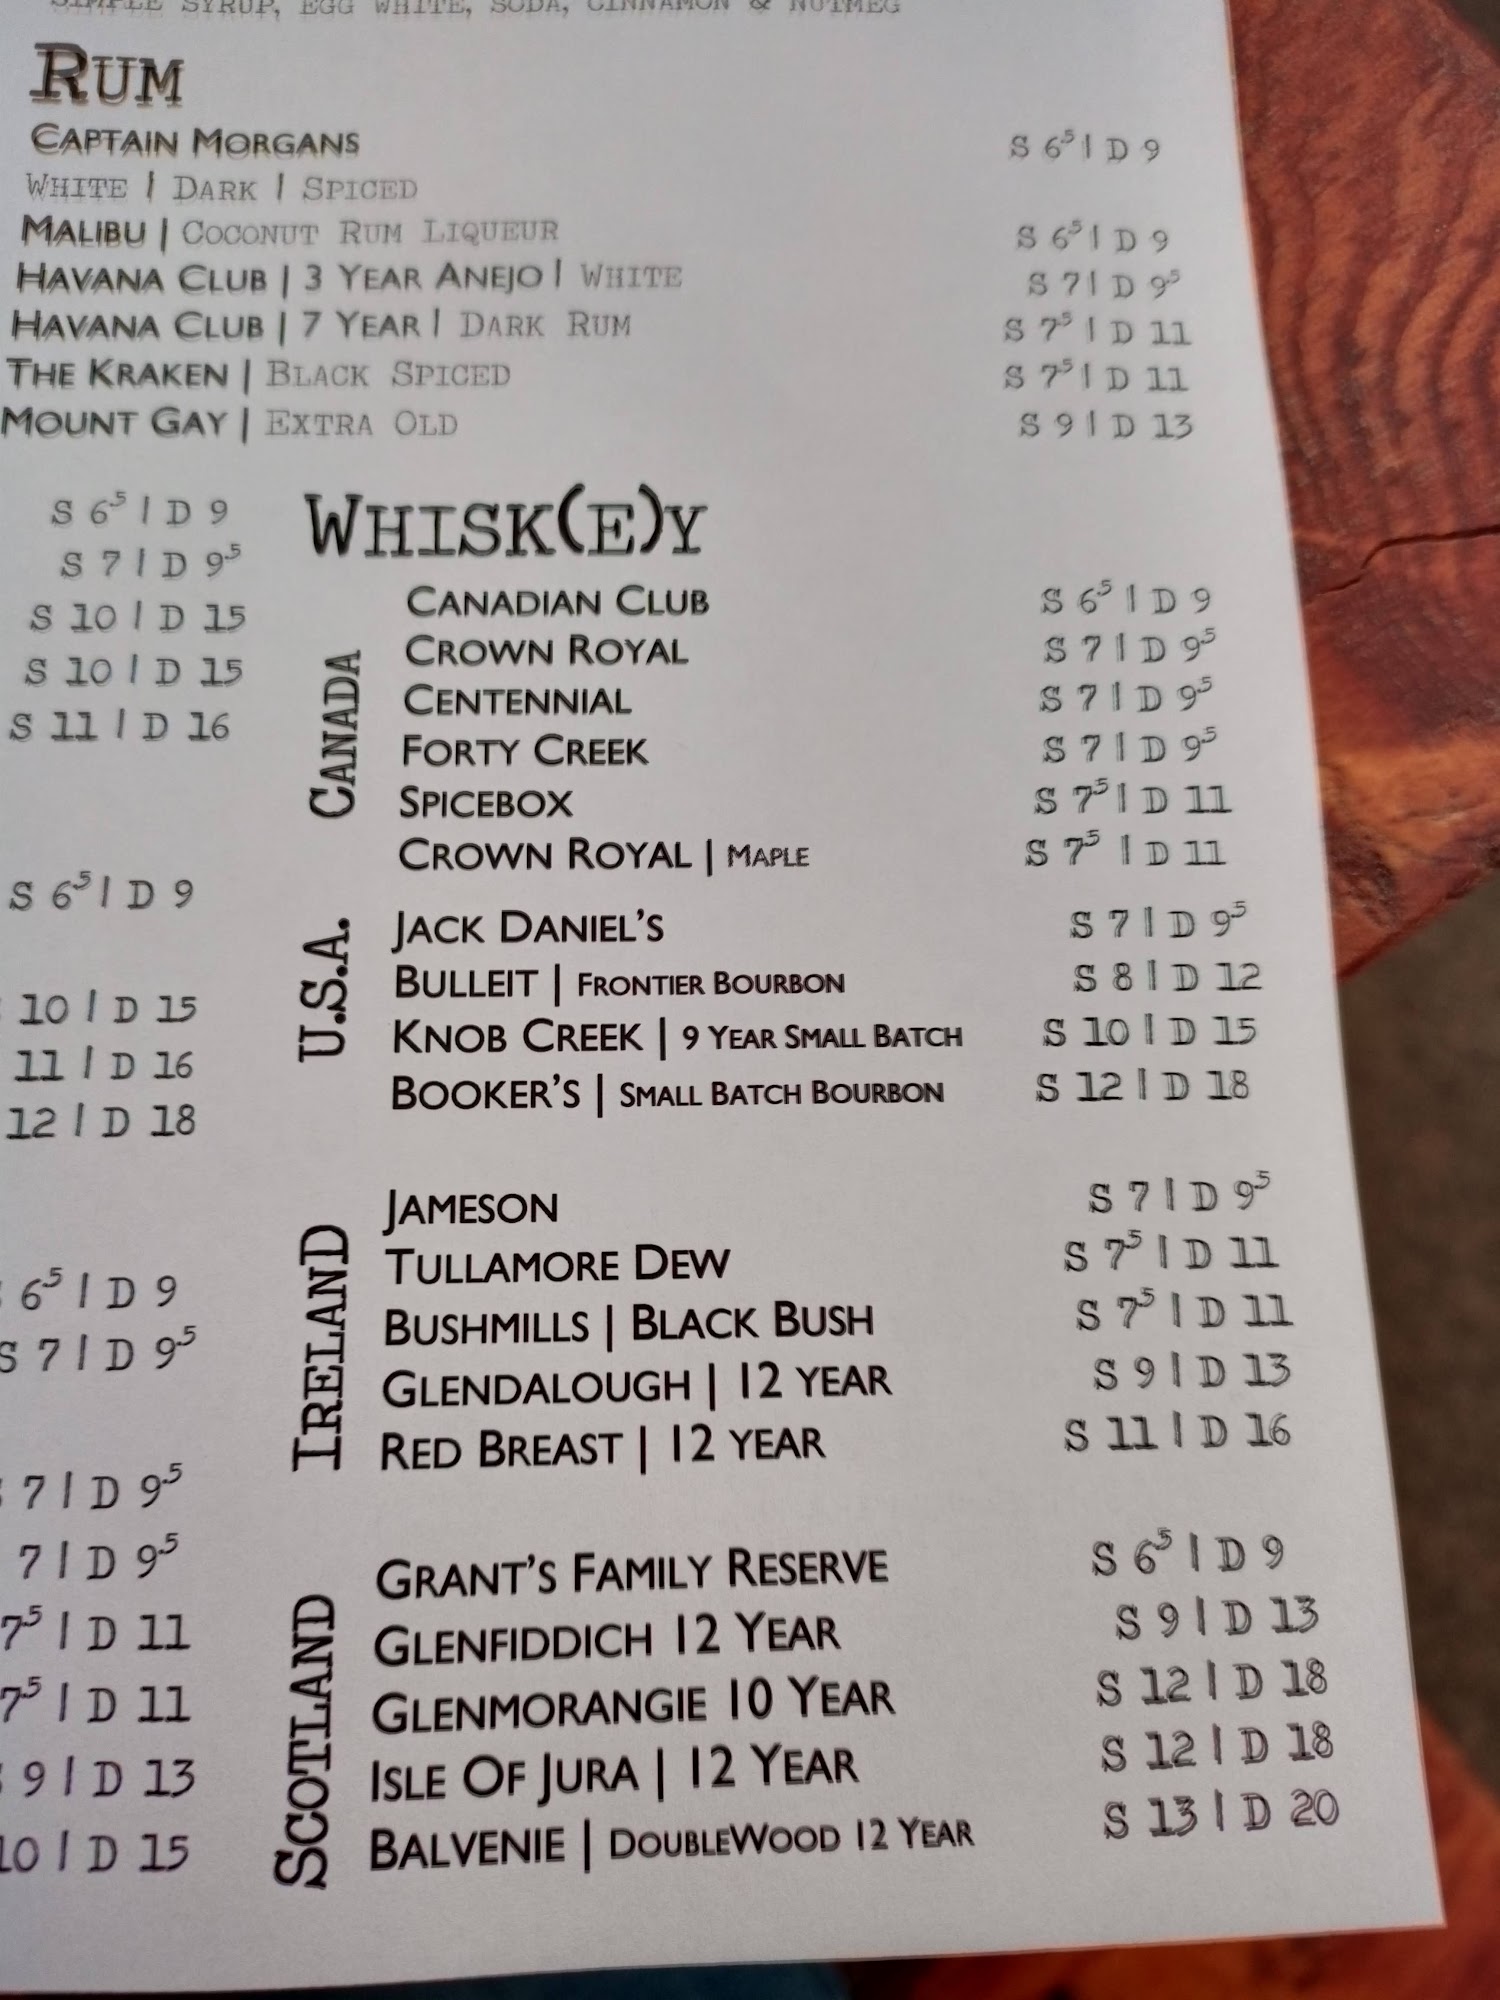 SIMPLE SYRUP, EGG WHITE, SODA, CINNAMON & NUTMEG
RUM
CAPTAIN MORGANS S 6⁵ | D 9
WHITE | DARK | SPICED
MALIBU | COCONUT RUM LIQUEUR S 6⁵ | D 9
HAVANA CLUB | 3 YEAR ANEJO | WHITE S 7 | D 9⁵
HAVANA CLUB | 7 YEAR | DARK RUM S 7⁵ | D 11
THE KRAKEN | BLACK SPICED S 7⁵ | D 11
MOUNT GAY | EXTRA OLD S 9 | D 13
S 6⁵ | D 9
S 7 | D 9⁵
S 10 | D 15
S 10 | D 15
S 11 | D 16
S 6⁵ | D 9
10 | D 15
11 | D 16
12 | D 18
6⁵ | D 9
S 7 | D 9⁵
7 | D 9⁵
7 | D 9⁵
7⁵ | D 11
7⁵ | D 11
9 | D 13
10 | D 15
WHISK(E)Y
CANADA
CANADIAN CLUB S 6⁵ | D 9
CROWN ROYAL S 7 | D 9⁵
CENTENNIAL S 7 | D 9⁵
FORTY CREEK S 7 | D 9⁵
SPICEBOX S 7⁵ | D 11
CROWN ROYAL | MAPLE S 7⁵ | D 11
U.S.A.
JACK DANIEL'S S 7 | D 9⁵
BULLEIT | FRONTIER BOURBON S 8 | D 12
KNOB CREEK | 9 YEAR SMALL BATCH S 10 | D 15
BOOKER'S | SMALL BATCH BOURBON S 12 | D 18
IRELAND
JAMESON S 7 | D 9⁵
TULLAMORE DEW S 7⁵ | D 11
BUSHMILLS | BLACK BUSH S 7⁵ | D 11
GLENDALOUGH | 12 YEAR S 9 | D 13
RED BREAST | 12 YEAR S 11 | D 16
SCOTLAND
GRANT'S FAMILY RESERVE S 6⁵ | D 9
GLENFIDDICH 12 YEAR S 9 | D 13
GLENMORANGIE 10 YEAR S 12 | D 18
ISLE OF JURA | 12 YEAR S 12 | D 18
BALVENIE | DOUBLEWOOD 12 YEAR S 13 | D 20